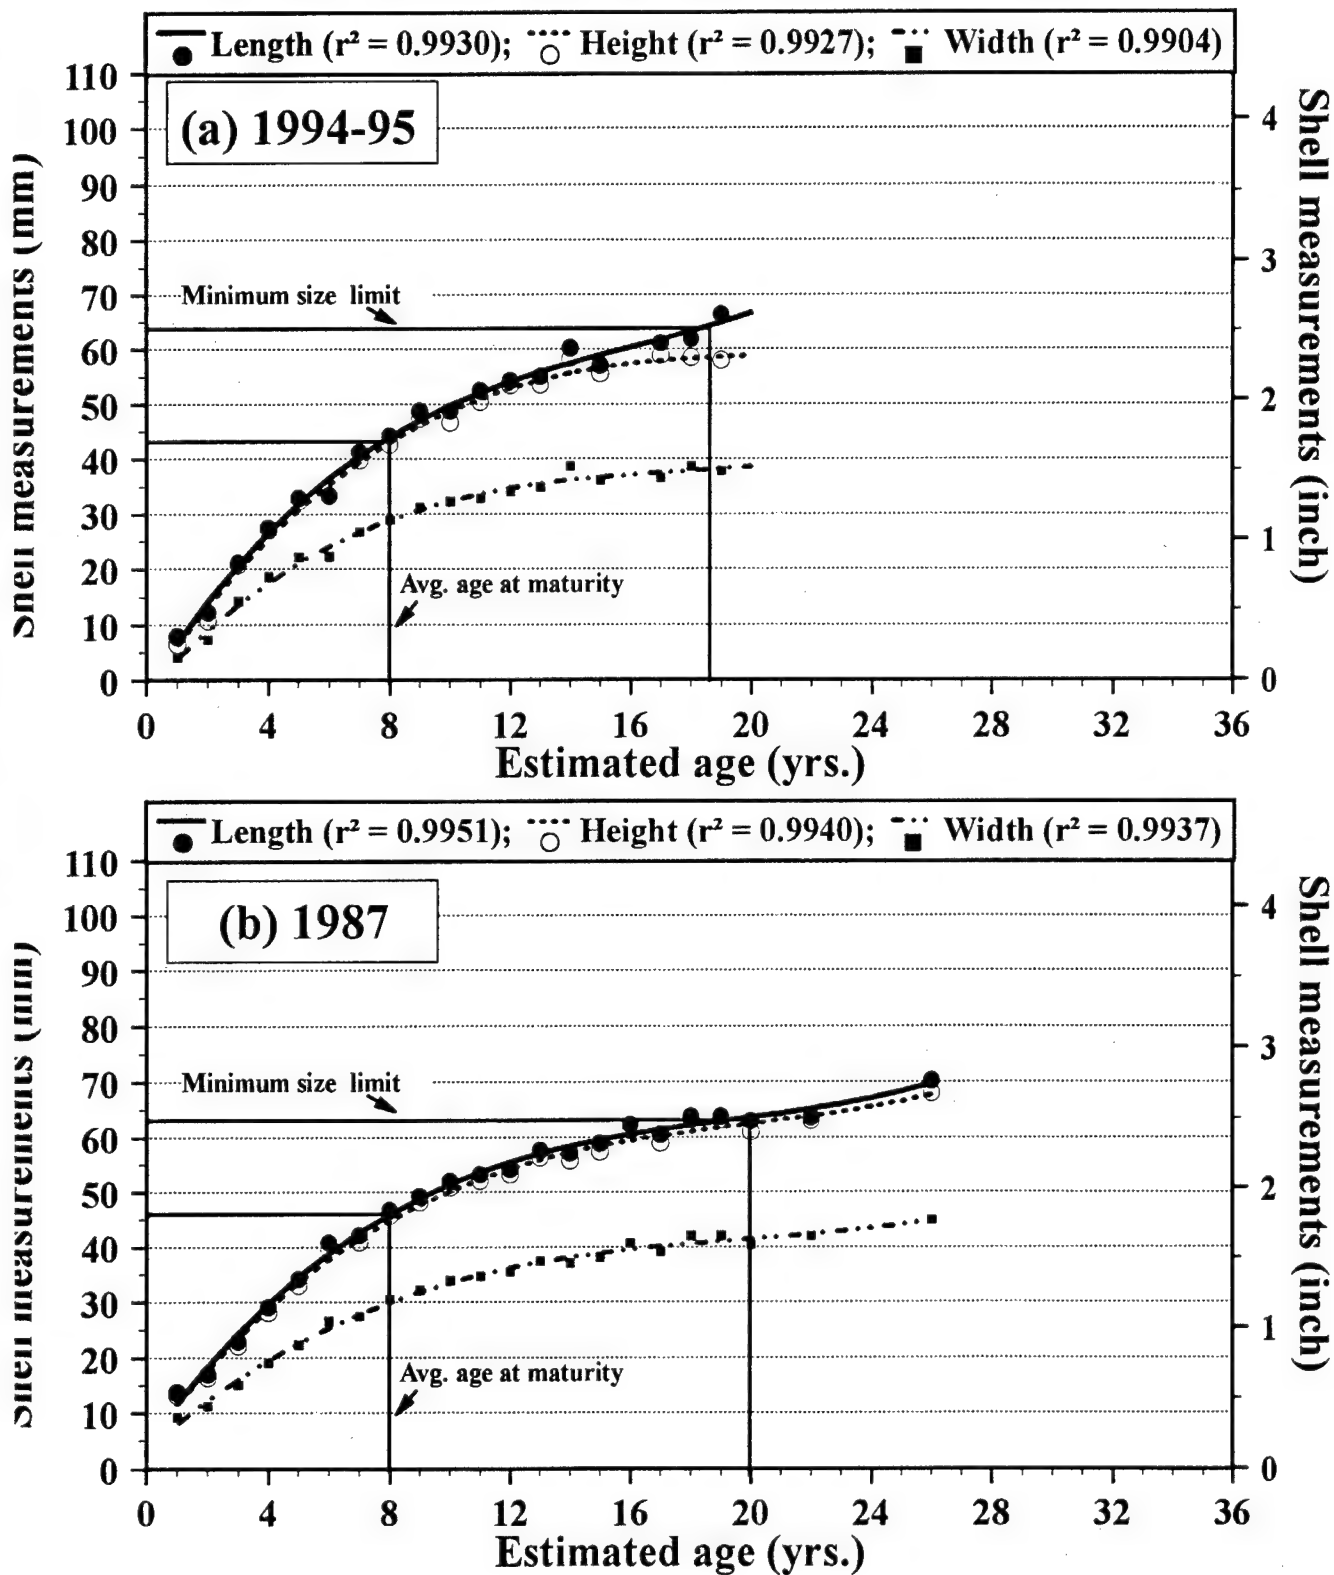 Length (r² = 0.9930); Height (r² = 0.9927); Width (r² = 0.9904)
(a) 1994-95
110
100
90
80
70
60
50
40
30
20
10
0
Shell measurements (mm)
4
3
2
1
0
Shell measurements (inch)
Minimum size limit
Avg. age at maturity
0 4 8 12 16 20 24 28 32 36
Estimated age (yrs.)
Length (r² = 0.9951); Height (r² = 0.9940); Width (r² = 0.9937)
(b) 1987
110
100
90
80
70
60
50
40
30
20
10
0
Shell measurements (mm)
4
3
2
1
0
Shell measurements (inch)
Minimum size limit
Avg. age at maturity
0 4 8 12 16 20 24 28 32 36
Estimated age (yrs.)